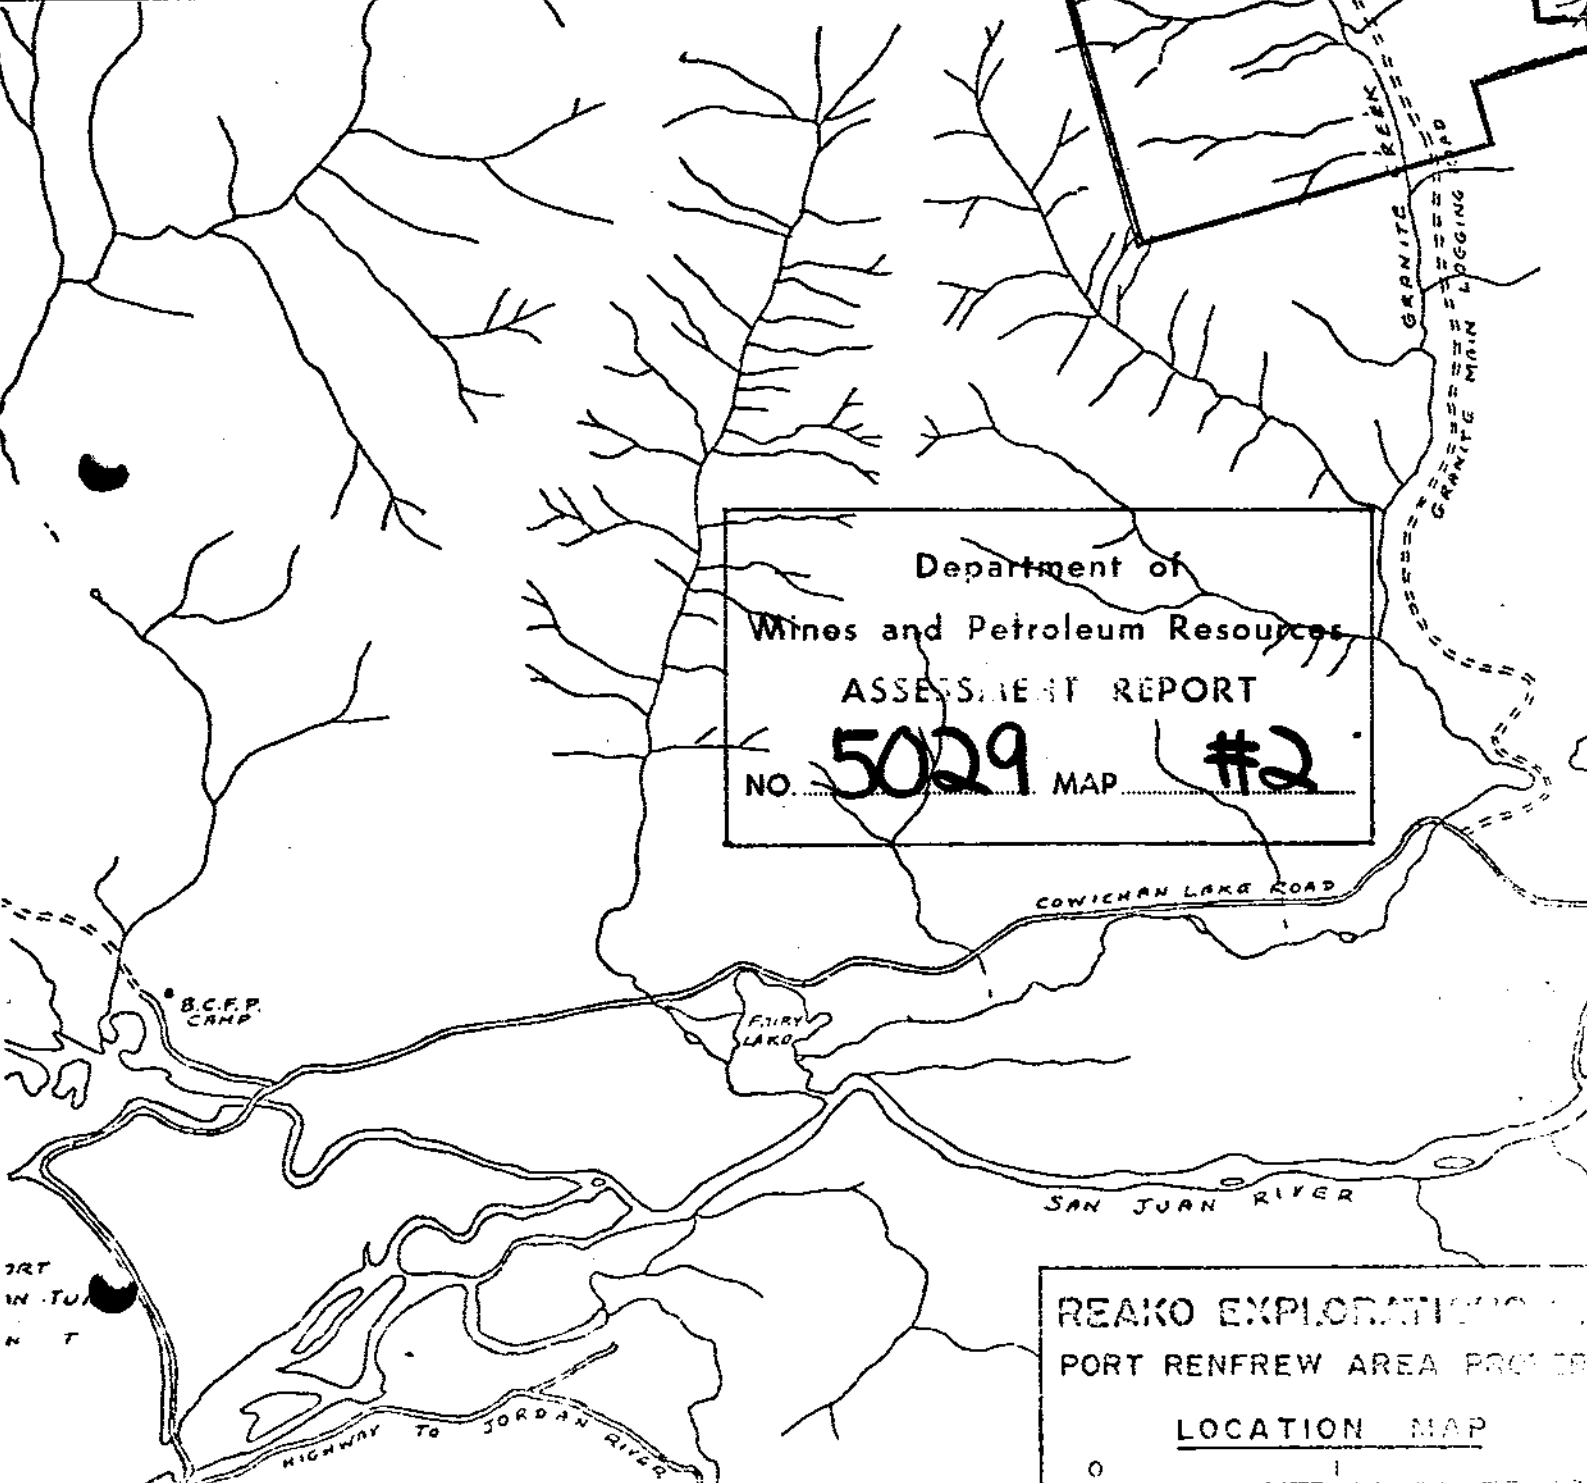 GRANITE CREEK
GRANITE MAIN LOGGING ROAD
Department of
Mines and Petroleum Resources
ASSESSMENT REPORT
NO. 5029 MAP #2
COWICHAN LAKE ROAD
B.C.F.P.
CAMP
FAIRY
LAKE
SAN JUAN RIVER
HIGHWAY TO JORDAN RIVER
REAKO EXPLORATIONS
PORT RENFREW AREA
LOCATION MAP
0 1